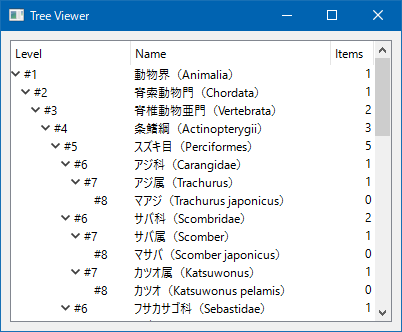 Tree Viewer
Level Name Items
#1 動物界（Animalia） 1
#2 脊索動物門（Chordata） 1
#3 脊椎動物亜門（Vertebrata） 2
#4 条鰭綱（Actinopterygii） 3
#5 スズキ目（Perciformes） 5
#6 アジ科（Carangidae） 1
#7 アジ属（Trachurus） 1
#8 マアジ（Trachurus japonicus） 0
#6 サバ科（Scombridae） 2
#7 サバ属（Scomber） 1
#8 マサバ（Scomber japonicus） 0
#7 カツオ属（Katsuwonus） 1
#8 カツオ（Katsuwonus pelamis） 0
#6 フサカサゴ科（Sebastidae） 1